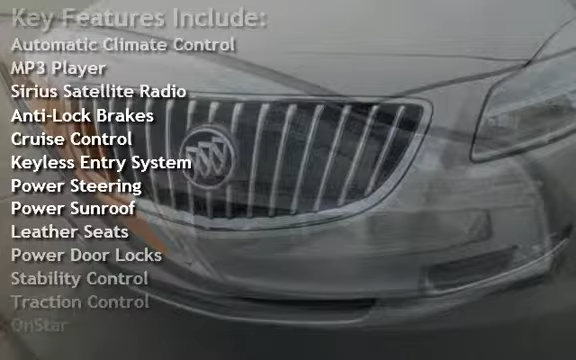 Key Features Include:
Automatic Climate Control
MP3 Player
Sirius Satellite Radio
Anti-Lock Brakes
Cruise Control
Keyless Entry System
Power Steering
Power Sunroof
Leather Seats
Power Door Locks
Stability Control
Traction Control
OnStar